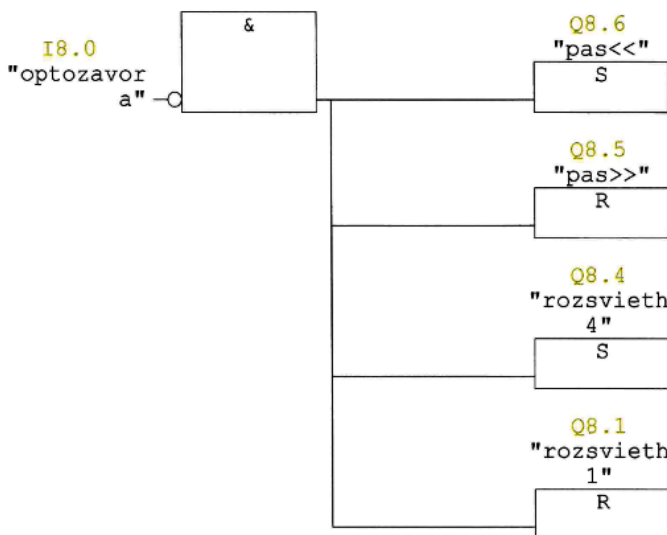 &
I8.0
"optozavor
a"
Q8.6
"pas<<"
S
Q8.5
"pas>>"
R
Q8.4
"rozsvieth
4"
S
Q8.1
"rozsvieth
1"
R